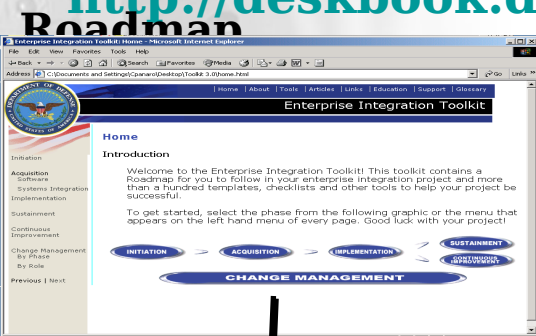 http://deskbook.d
Roadmap
Enterprise Integration Toolkit: Home - Microsoft Internet Explorer
File Edit View Favorites Tools Help
Back Search Favorites Media
Address C:\Documents and Settings\Cpanaro\Desktop\Toolkit 3.0\home.html Go Links »
| Home | About | Tools | Articles | Links | Education | Support | Glossary
Enterprise Integration Toolkit
DEPARTMENT OF DEFENSE
UNITED STATES OF AMERICA
Home
Introduction
Welcome to the Enterprise Integration Toolkit! This toolkit contains a
Roadmap for you to follow in your enterprise integration project and more
than a hundred templates, checklists and other tools to help your project be
successful.
To get started, select the phase from the following graphic or the menu that
appears on the left hand menu of every page. Good luck with your project!
Initiation
Acquisition
Software
Systems Integration
Implementation
Sustainment
Continuous
Improvement
Change Management
By Phase
By Role
Previous | Next
INITIATION > ACQUISITION > IMPLEMENTATION
SUSTAINMENT
CONTINUOUS
IMPROVEMENT
CHANGE MANAGEMENT